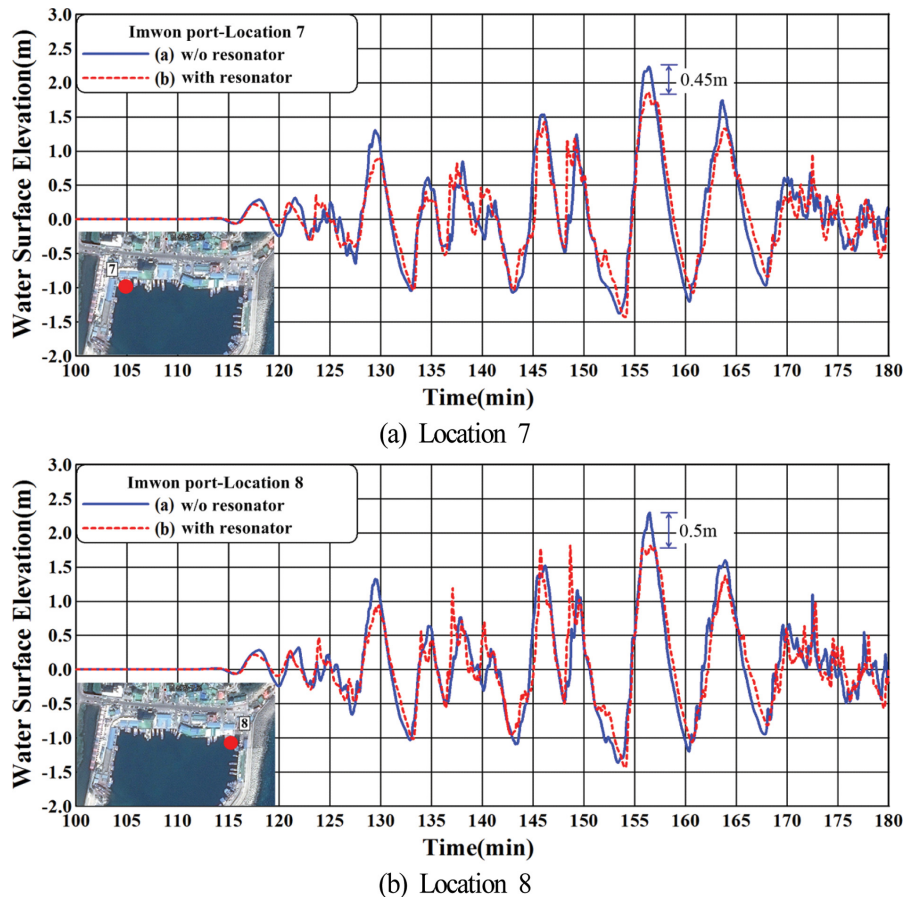 Imwon port-Location 7
(a) w/o resonator
(b) with resonator
0.45m
7
Water Surface Elevation(m)
3.0
2.5
2.0
1.5
1.0
0.5
0.0
-0.5
-1.0
-1.5
-2.0
100 105 110 115 120 125 130 135 140 145 150 155 160 165 170 175 180
Time(min)
(a) Location 7
Imwon port-Location 8
(a) w/o resonator
(b) with resonator
0.5m
8
Water Surface Elevation(m)
3.0
2.5
2.0
1.5
1.0
0.5
0.0
-0.5
-1.0
-1.5
-2.0
100 105 110 115 120 125 130 135 140 145 150 155 160 165 170 175 180
Time(min)
(b) Location 8